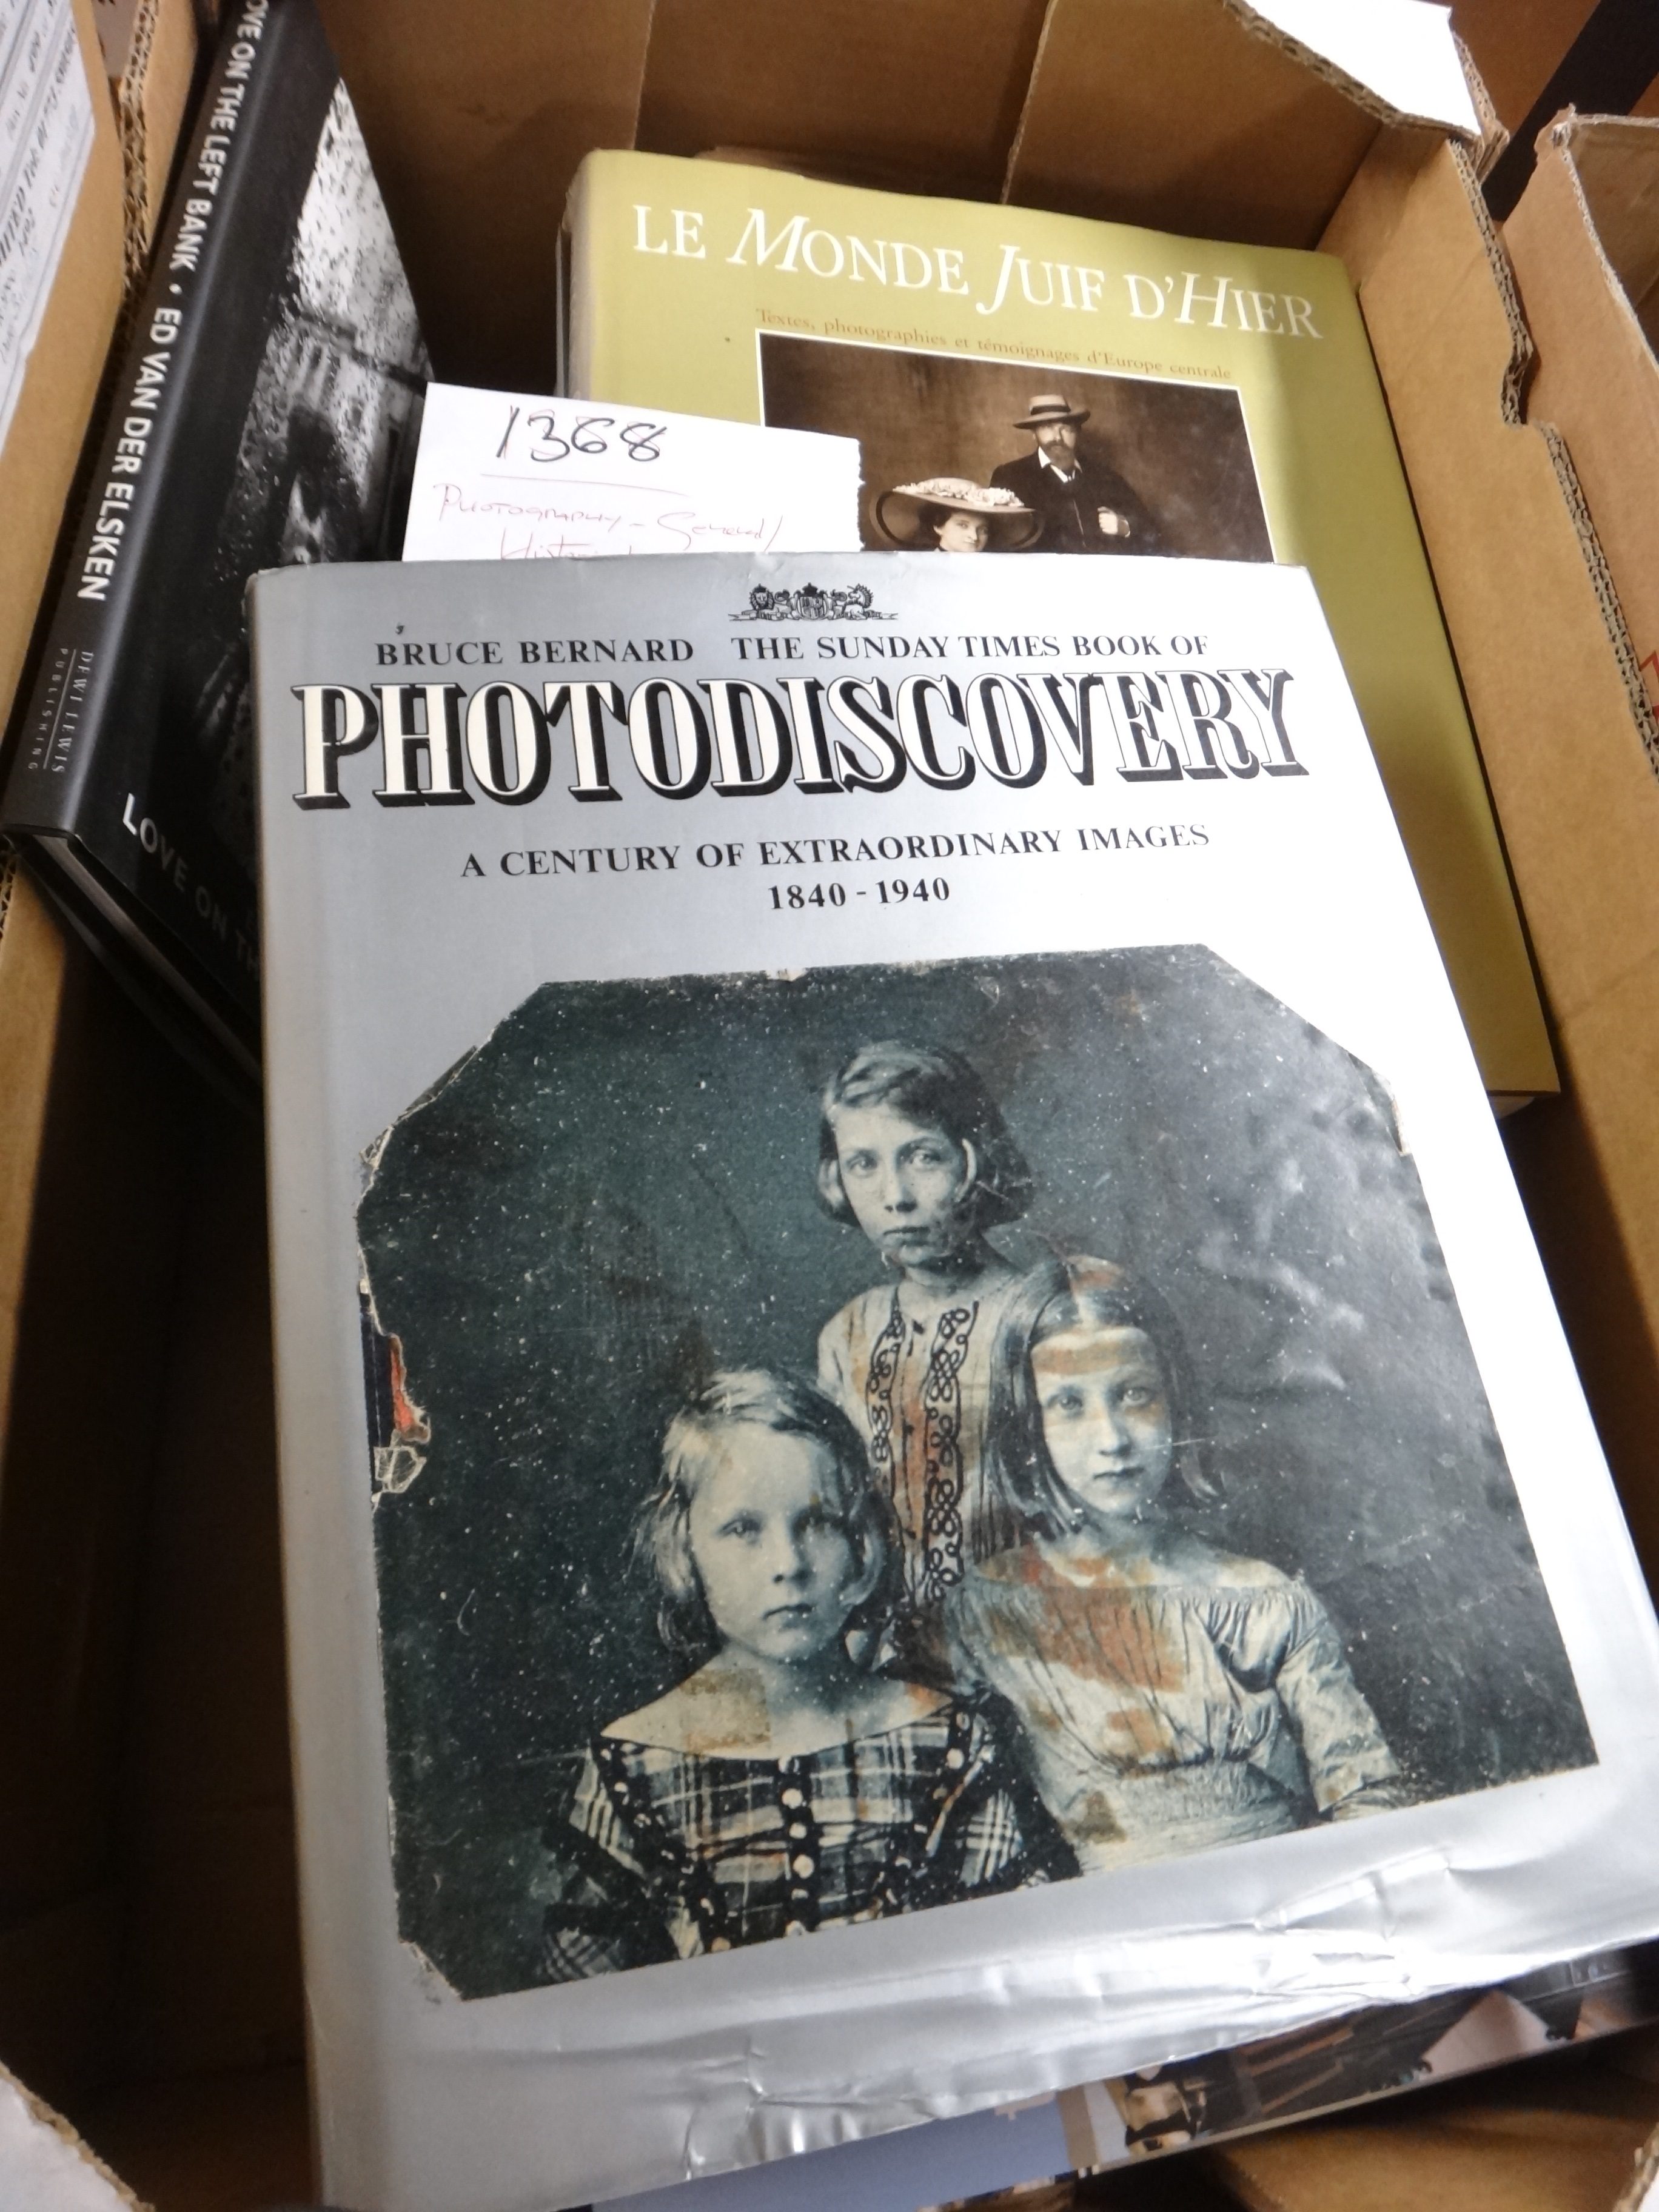 LOVE ON THE LEFT BANK • ED VAN DER ELSKEN
DEWI LEWIS
PUBLISHING
LOVE ON TH
LE MONDE JUIF D'HIER
Textes, photographies et témoignages d'Europe centrale
1368
Photography - General/
BRUCE BERNARD THE SUNDAY TIMES BOOK OF
PHOTODISCOVERY
A CENTURY OF EXTRAORDINARY IMAGES
1840 - 1940